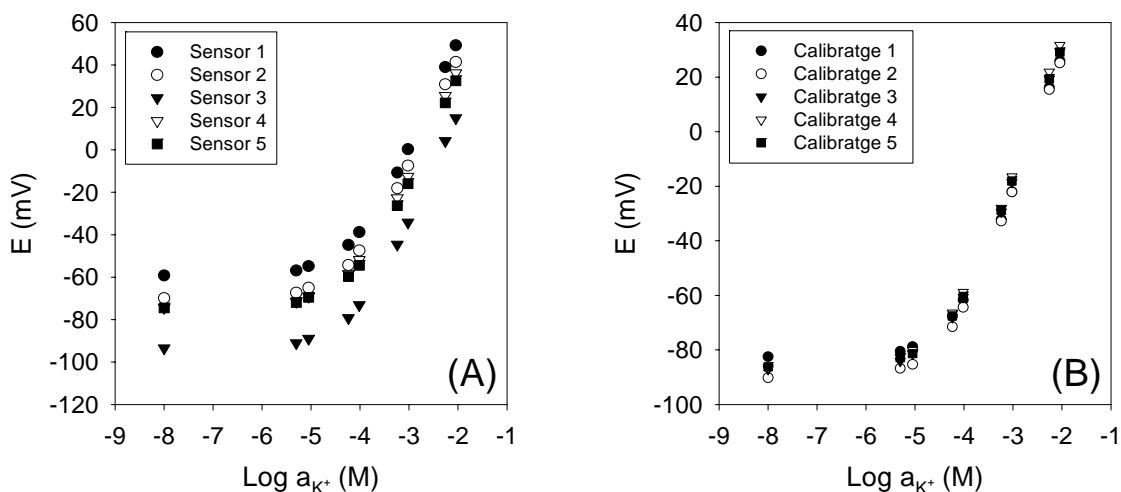 60
40
20
0
-20
-40
-60
-80
-100
-120
E (mV)
Sensor 1
Sensor 2
Sensor 3
Sensor 4
Sensor 5
(A)
-9 -8 -7 -6 -5 -4 -3 -2 -1
Log aK+ (M)
40
20
0
-20
-40
-60
-80
-100
E (mV)
Calibratge 1
Calibratge 2
Calibratge 3
Calibratge 4
Calibratge 5
(B)
-9 -8 -7 -6 -5 -4 -3 -2 -1
Log aK+ (M)